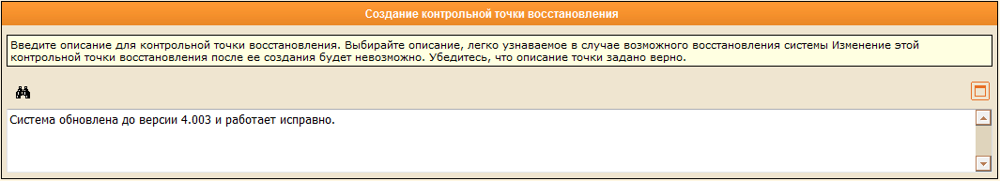 Создание контрольной точки восстановления
Введите описание для контрольной точки восстановления. Выбирайте описание, легко узнаваемое в случае возможного восстановления системы Изменение этой
контрольной точки восстановления после ее создания будет невозможно. Убедитесь, что описание точки задано верно.
Система обновлена до версии 4.003 и работает исправно.